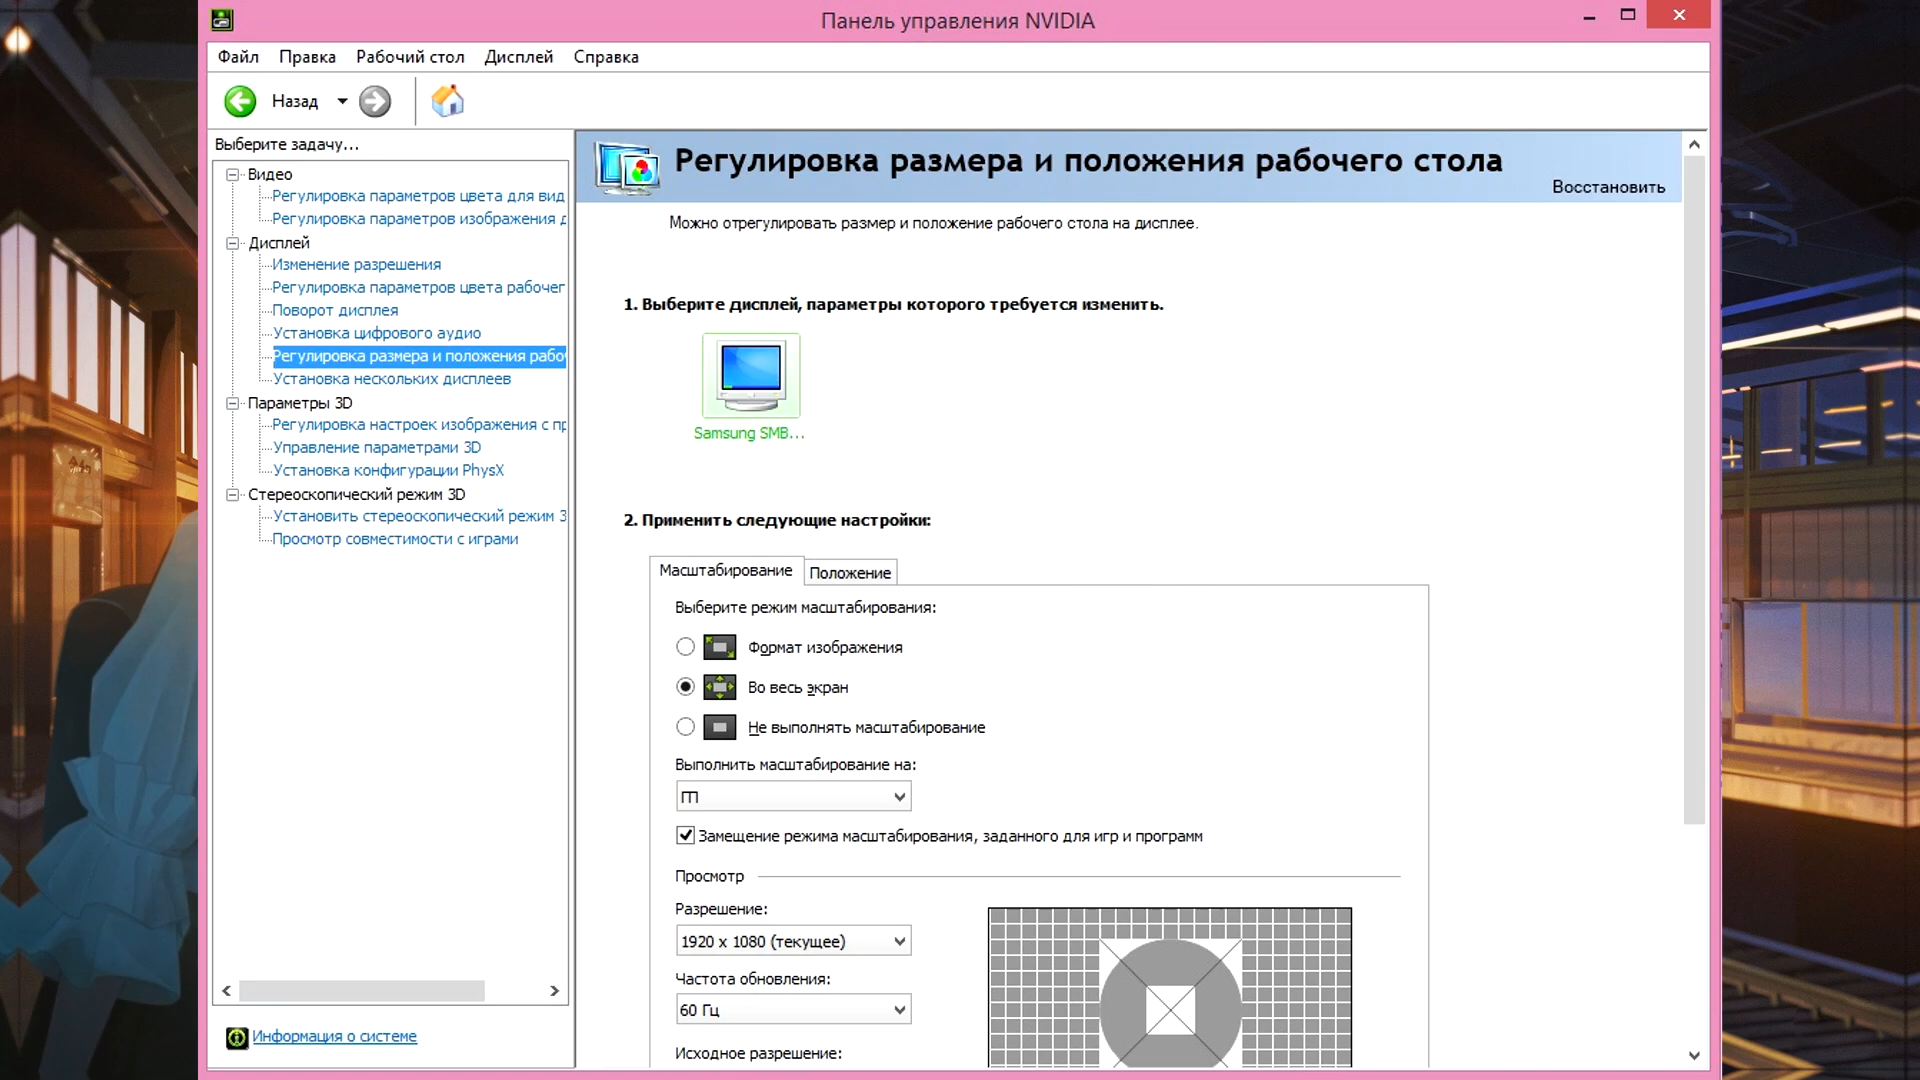 Панель управления NVIDIA
Файл Правка Рабочий стол Дисплей Справка
Назад
Выберите задачу...
Видео
Регулировка параметров цвета для вид
Регулировка параметров изображения д
Дисплей
Изменение разрешения
Регулировка параметров цвета рабочег
Поворот дисплея
Установка цифрового аудио
Регулировка размера и положения рабо
Установка нескольких дисплеев
Параметры 3D
Регулировка настроек изображения с пр
Управление параметрами 3D
Установка конфигурации PhysX
Стереоскопический режим 3D
Установить стереоскопический режим 3
Просмотр совместимости с играми
Информация о системе
Регулировка размера и положения рабочего стола
Восстановить
Можно отрегулировать размер и положение рабочего стола на дисплее.
1. Выберите дисплей, параметры которого требуется изменить.
Samsung SMB...
2. Применить следующие настройки:
Масштабирование Положение
Выберите режим масштабирования:
Формат изображения
Во весь экран
Не выполнять масштабирование
Выполнить масштабирование на:
ГП
Замещение режима масштабирования, заданного для игр и программ
Просмотр
Разрешение:
1920 x 1080 (текущее)
Частота обновления:
60 Гц
Исходное разрешение: